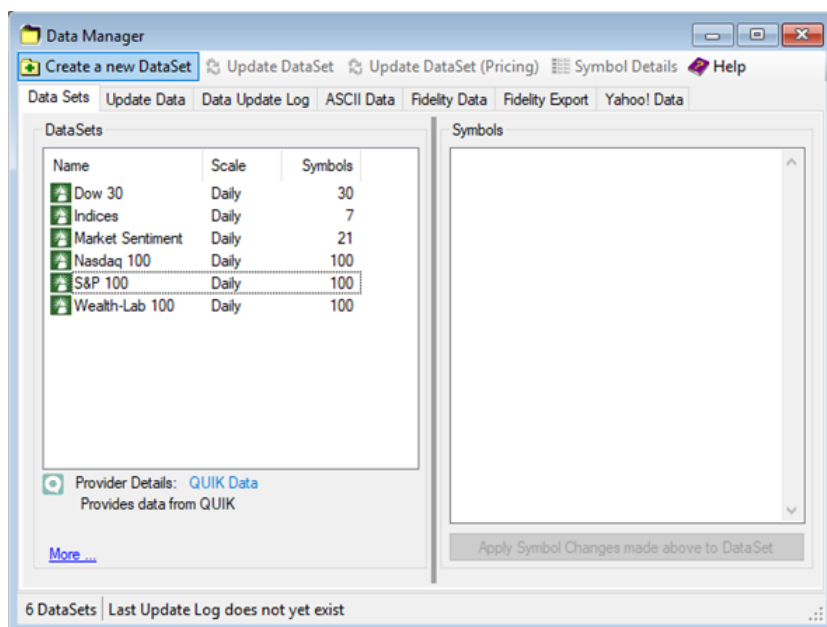 Data Manager
Create a new DataSet Update DataSet Update DataSet (Pricing) Symbol Details Help
Data Sets Update Data Data Update Log ASCII Data Fidelity Data Fidelity Export Yahoo! Data
DataSets Symbols
Name Scale Symbols
Dow 30 Daily 30
Indices Daily 7
Market Sentiment Daily 21
Nasdaq 100 Daily 100
S&P 100 Daily 100
Wealth-Lab 100 Daily 100
Provider Details: QUIK Data
Provides data from QUIK
More ...
Apply Symbol Changes made above to DataSet
6 DataSets Last Update Log does not yet exist